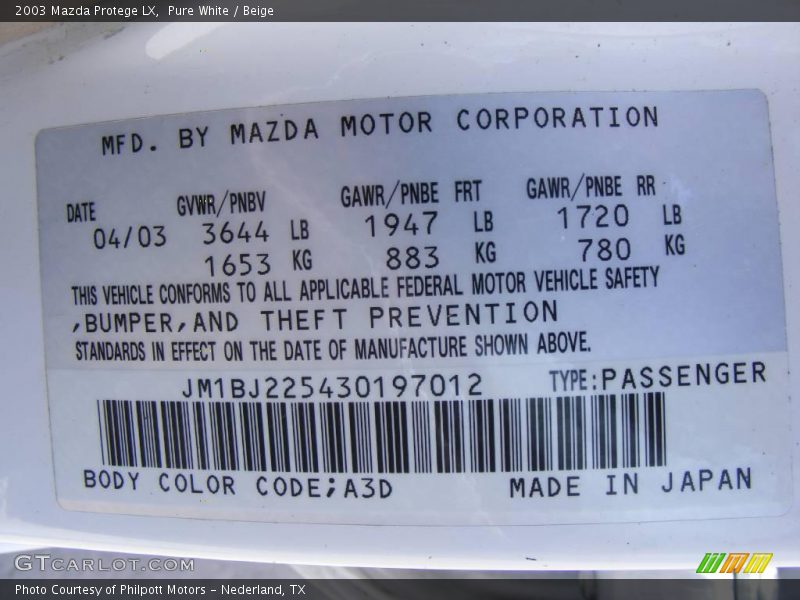 2003 Mazda Protege LX, Pure White / Beige
MFD. BY MAZDA MOTOR CORPORATION
DATE GVWR/PNBV GAWR/PNBE FRT GAWR/PNBE RR
04/03 3644 LB 1947 LB 1720 LB
1653 KG 883 KG 780 KG
THIS VEHICLE CONFORMS TO ALL APPLICABLE FEDERAL MOTOR VEHICLE SAFETY
,BUMPER,AND THEFT PREVENTION
STANDARDS IN EFFECT ON THE DATE OF MANUFACTURE SHOWN ABOVE.
JM1BJ225430197012 TYPE:PASSENGER
BODY COLOR CODE;A3D MADE IN JAPAN
GTCARLOT.COM
Photo Courtesy of Philpott Motors - Nederland, TX